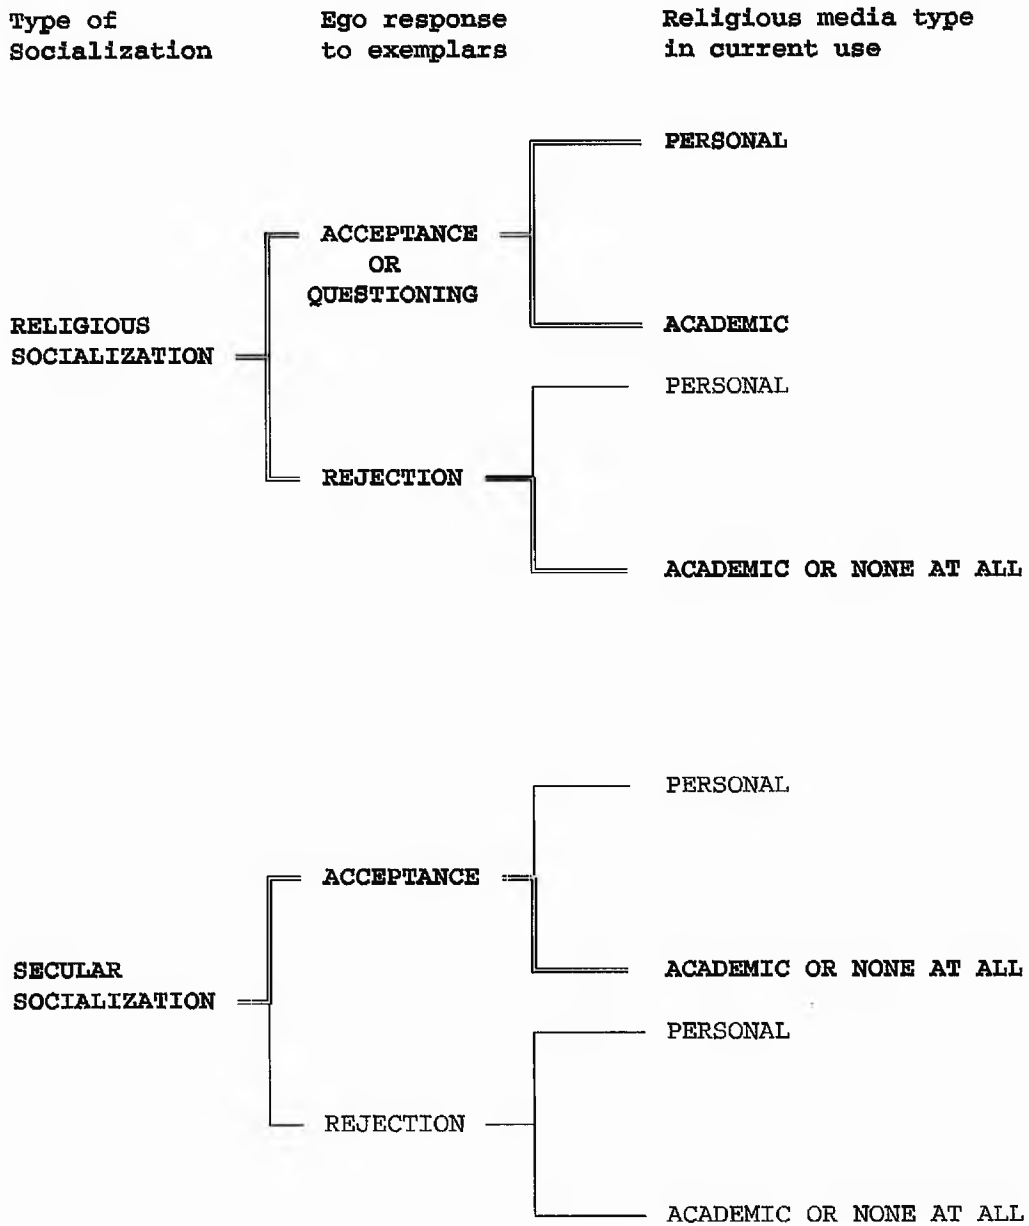 Type of Ego response Religious media type
Socialization to exemplars in current use
PERSONAL
ACCEPTANCE
OR
QUESTIONING
RELIGIOUS
SOCIALIZATION
ACADEMIC
PERSONAL
REJECTION
ACADEMIC OR NONE AT ALL
PERSONAL
ACCEPTANCE
SECULAR
SOCIALIZATION
ACADEMIC OR NONE AT ALL
PERSONAL
REJECTION
ACADEMIC OR NONE AT ALL